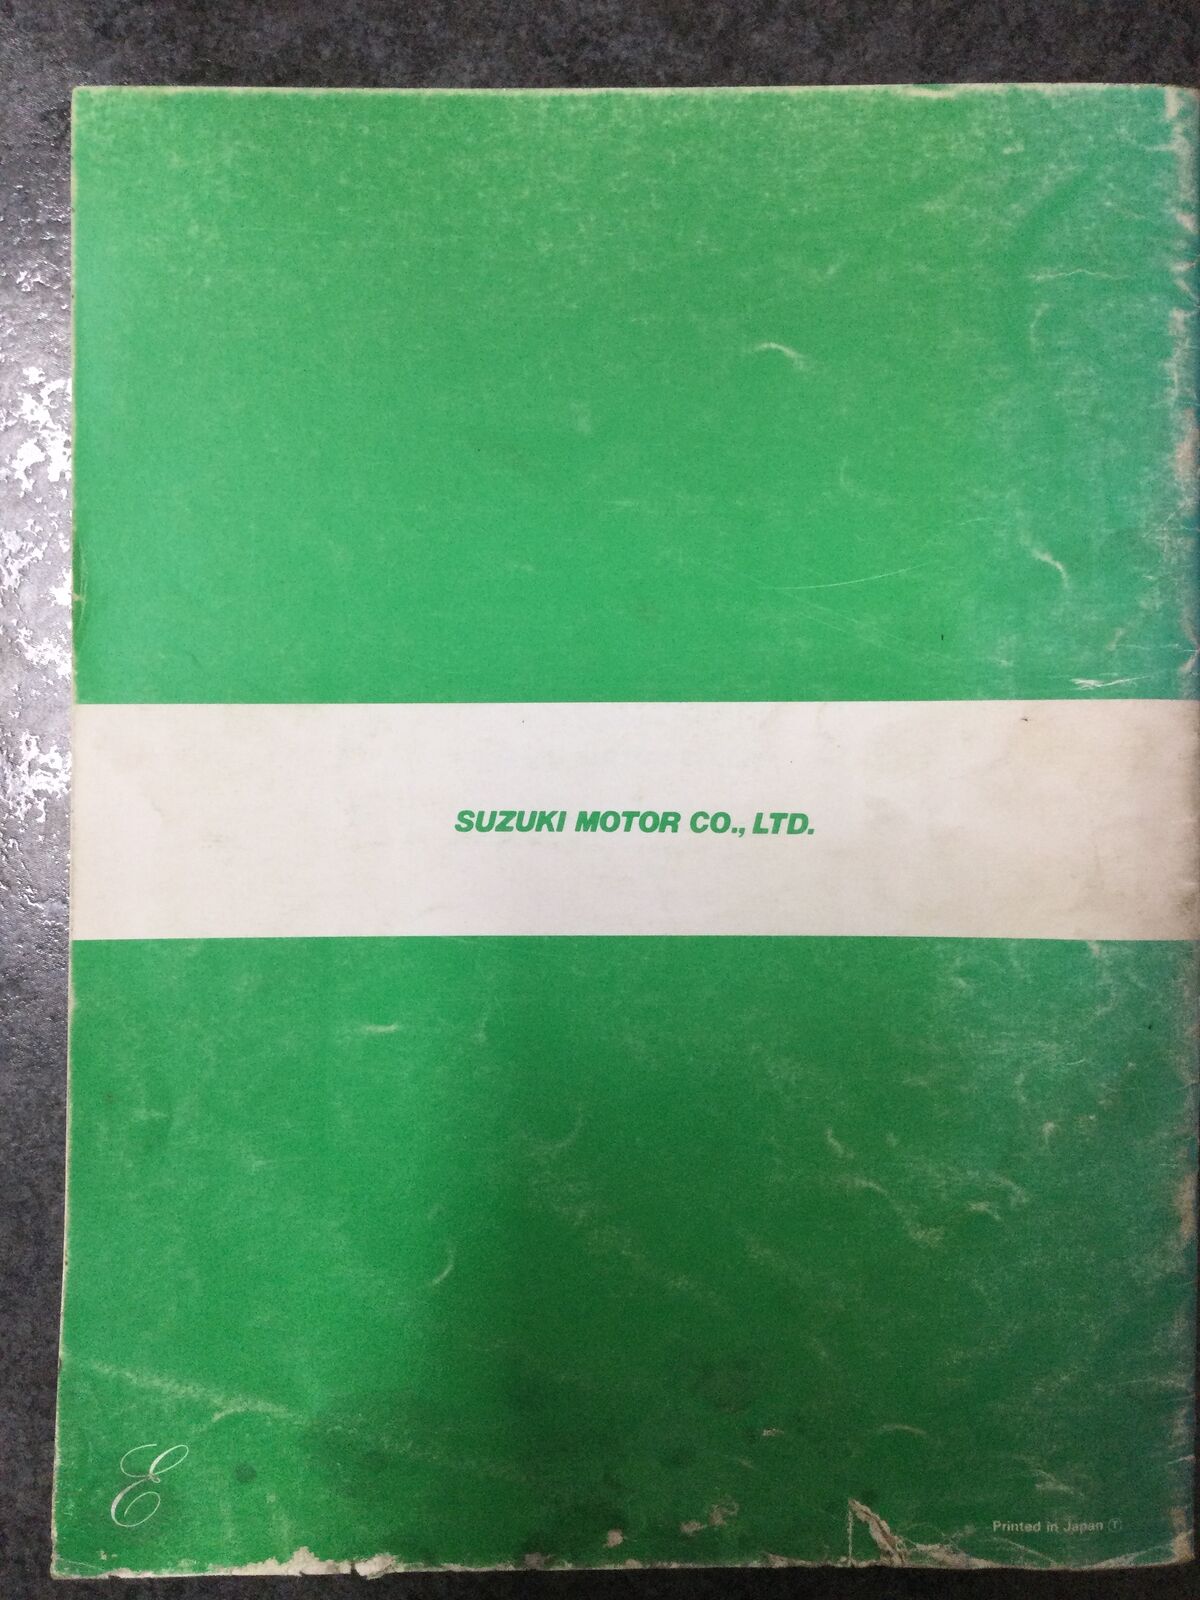 SUZUKI MOTOR CO., LTD.
E
Printed in Japan Ⓣ